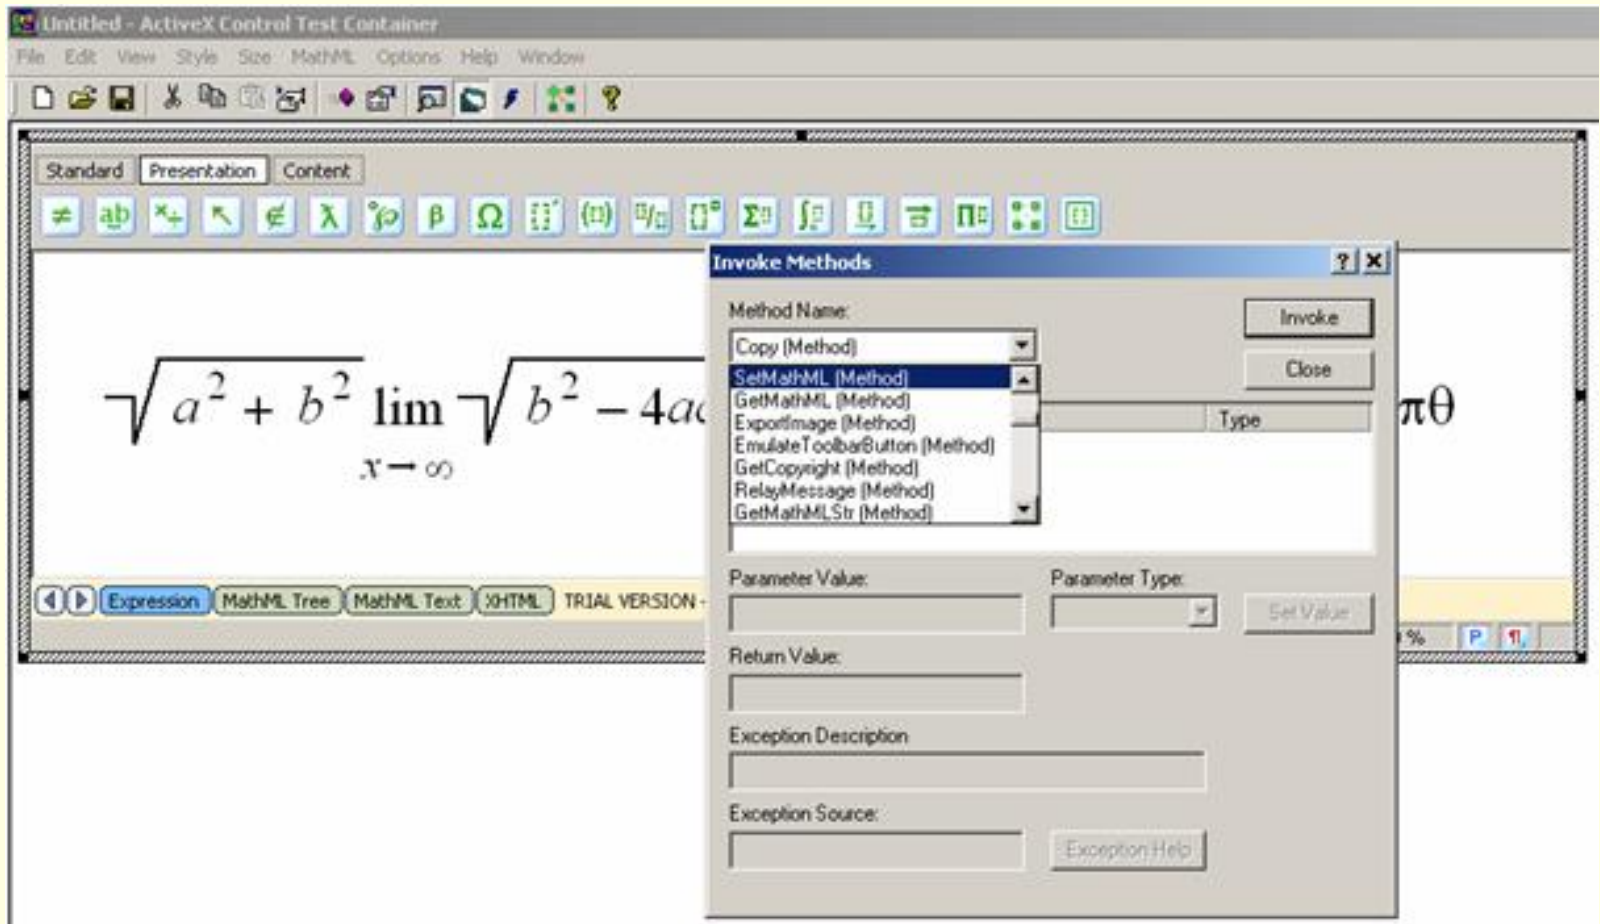 Untitled - ActiveX Control Test Container
File Edit View Style Size MathML Options Help Window
Standard Presentation Content
≠ ab × ÷ ∉ λ ℘ β Ω Σ ∫ Π
Invoke Methods
Method Name:
Invoke
Copy (Method)
Close
SetMathML (Method)
GetMathML (Method)
ExportImage (Method)
EmulateToolbarButton (Method)
GetCopyright (Method)
RelayMessage (Method)
GetMathMLStr (Method)
Type
√a² + b² lim √b² – 4a πθ
x→∞
Parameter Value: Parameter Type:
Set Value
Expression MathML Tree MathML Text XHTML TRIAL VERSION -
% P ¶
Return Value:
Exception Description
Exception Source:
Exception Help